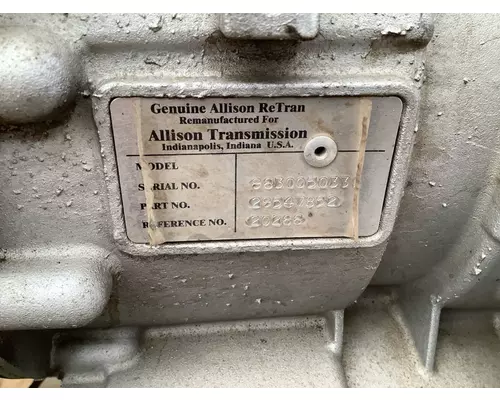 Genuine Allison ReTran
Remanufactured For
Allison Transmission
Indianapolis, Indiana U.S.A.
MODEL
SERIAL NO.
PART NO.
REFERENCE NO.